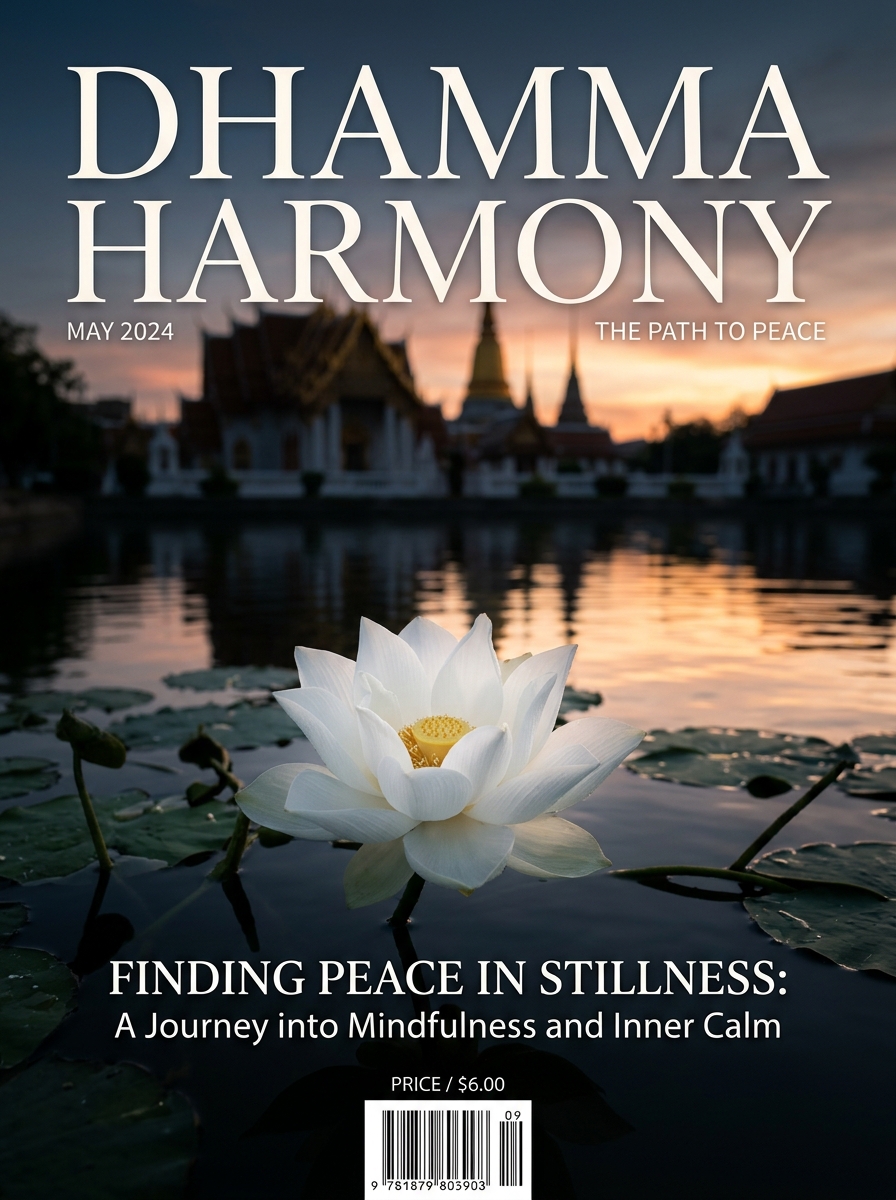 DHAMMA
HARMONY
MAY 2024 THE PATH TO PEACE
FINDING PEACE IN STILLNESS:
A Journey into Mindfulness and Inner Calm
PRICE / $6.00
09
9 781879 805903